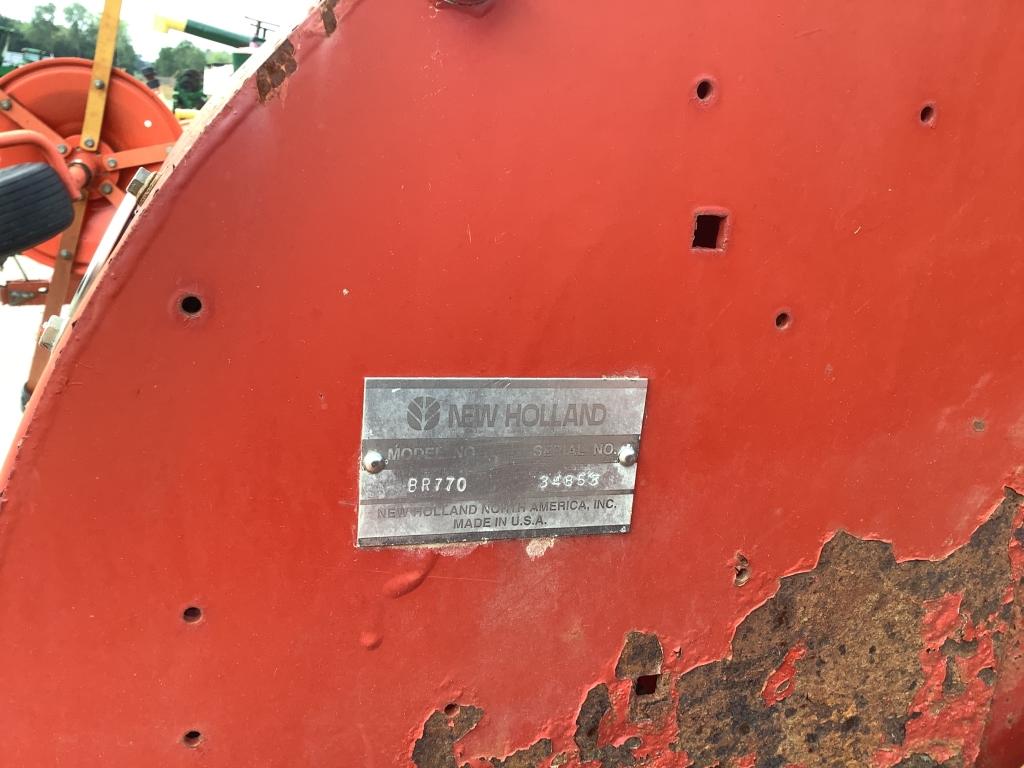 NEW HOLLAND
MODEL NO. SERIAL NO.
BR770 34853
NEW HOLLAND NORTH AMERICA, INC.
MADE IN U.S.A.